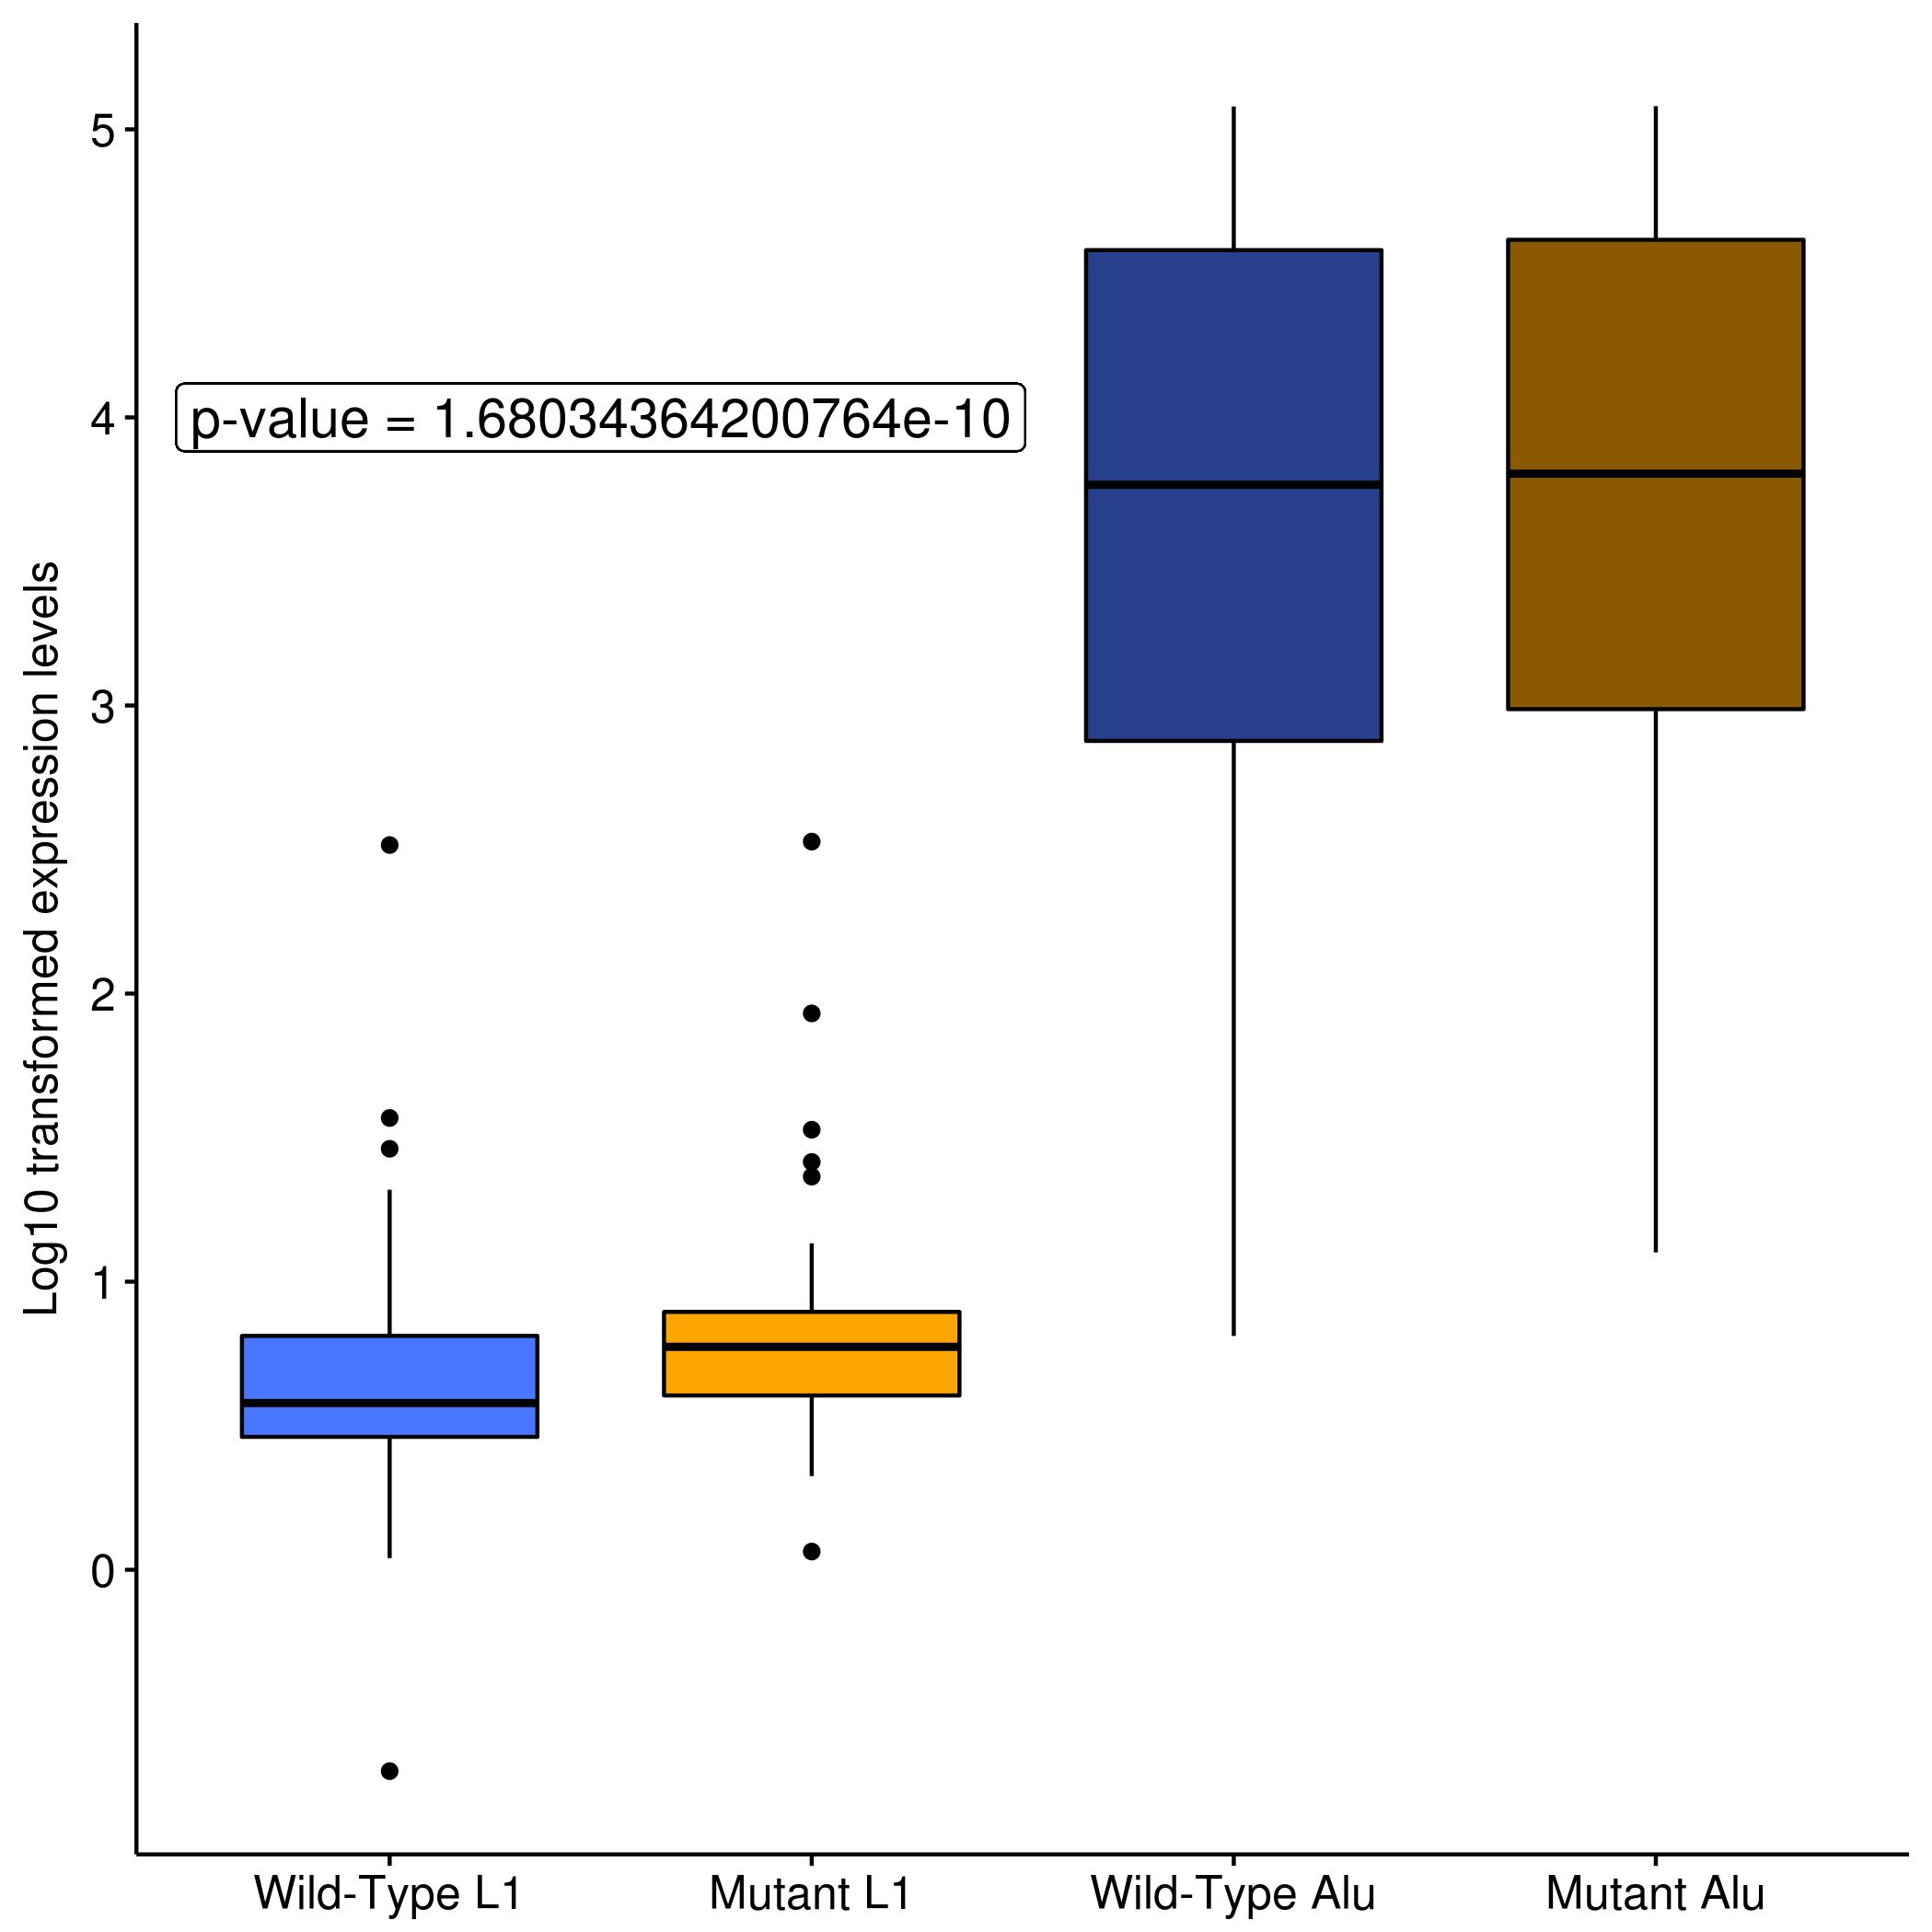 5
p-value = 1.68034364200764e-10
4
3
2
1
0
Log10 transformed expression levels
Wild-Type L1
Mutant L1
Wild-Type Alu
Mutant Alu